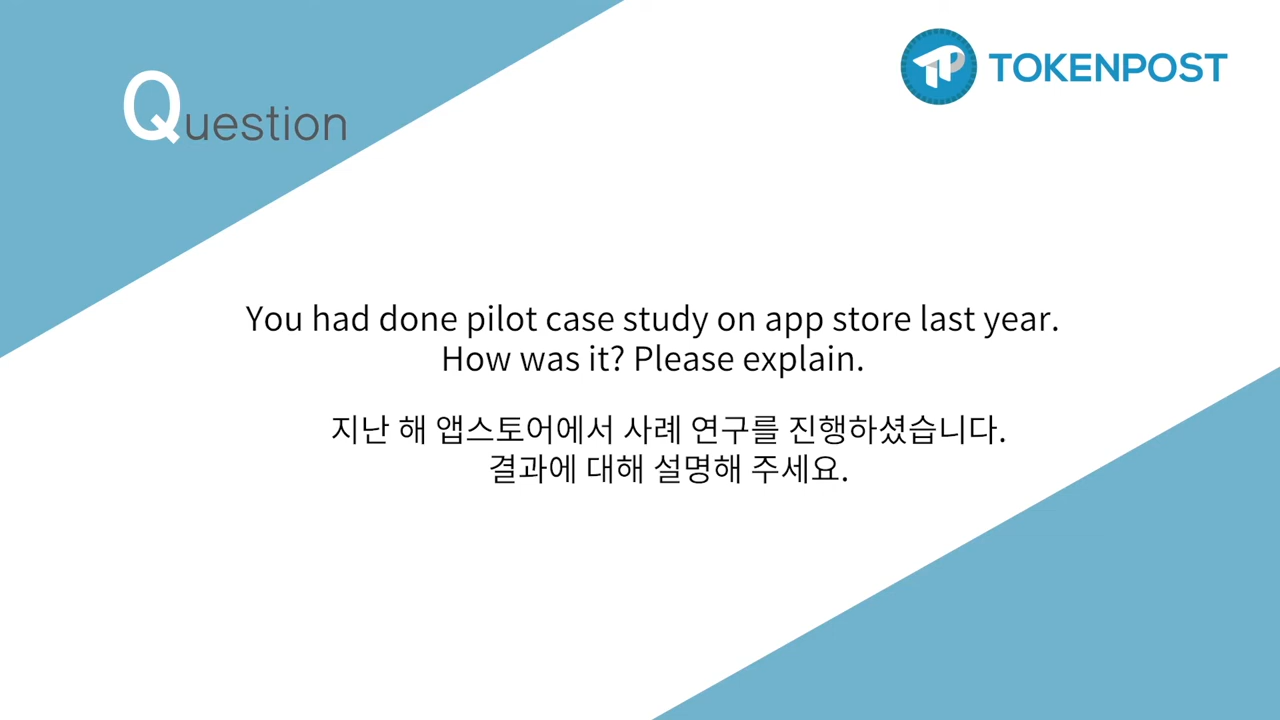 Question
TOKENPOST
You had done pilot case study on app store last year.
How was it? Please explain.
지난 해 앱스토어에서 사례 연구를 진행하셨습니다.
결과에 대해 설명해 주세요.